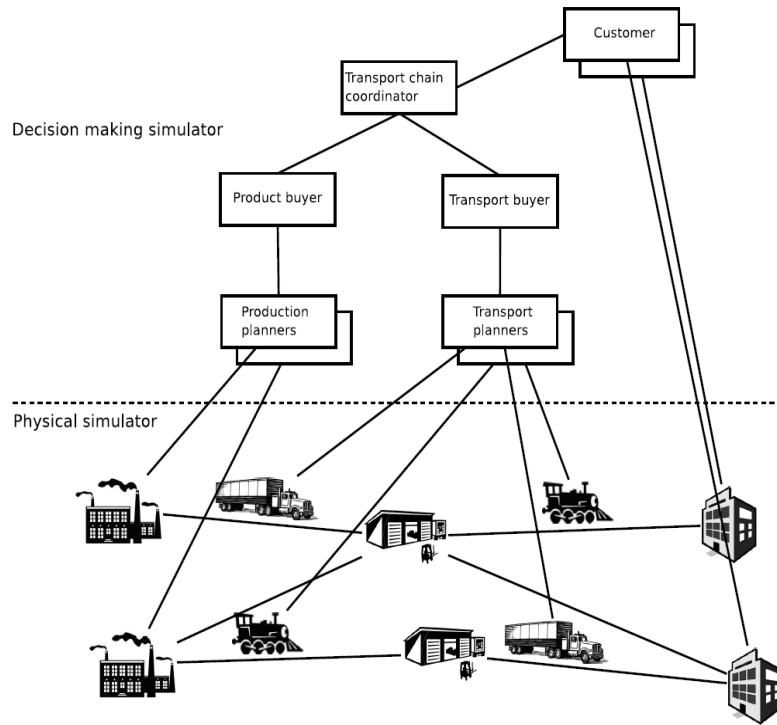 Customer
Transport chain
coordinator
Decision making simulator
Product buyer
Transport buyer
Production
planners
Transport
planners
Physical simulator